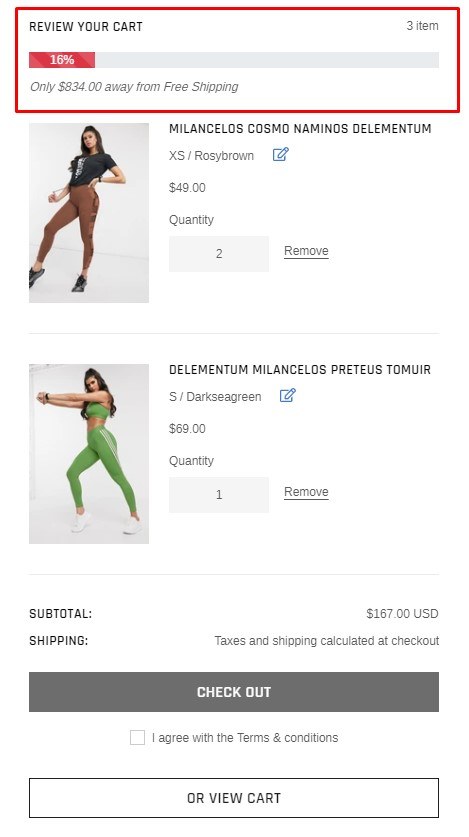 REVIEW YOUR CART 3 item
16%
Only $834.00 away from Free Shipping
MILANCELOS COSMO NAMINOS DELEMENTUM
XS / Rosybrown
$49.00
Quantity
2 Remove
DELEMENTUM MILANCELOS PRETEUS TOMUIR
S / Darkseagreen
$69.00
Quantity
1 Remove
SUBTOTAL: $167.00 USD
SHIPPING: Taxes and shipping calculated at checkout
CHECK OUT
I agree with the Terms & conditions
OR VIEW CART